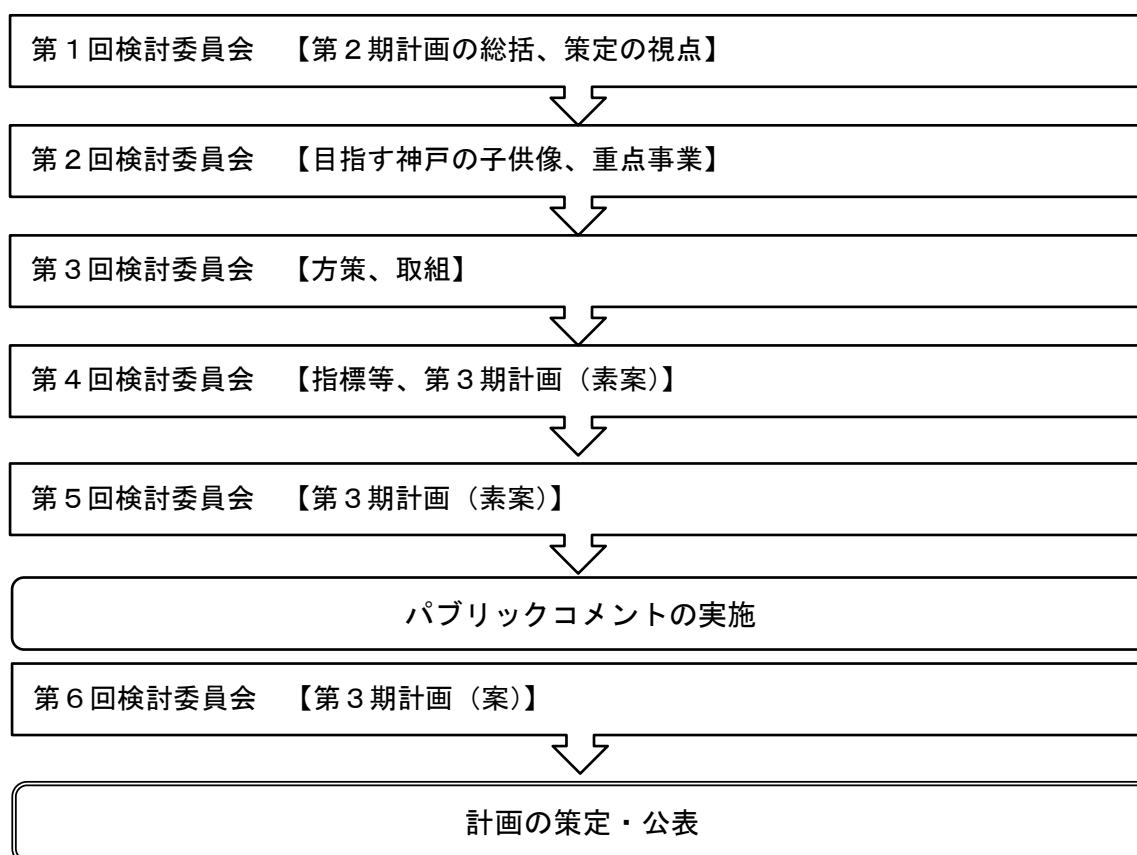 第1回検討委員会　【第2期計画の総括、策定の視点】
第2回検討委員会　【目指す神戸の子供像、重点事業】
第3回検討委員会　【方策、取組】
第4回検討委員会　【指標等、第3期計画（素案）】
第5回検討委員会　【第3期計画（素案）】
パブリックコメントの実施
第6回検討委員会　【第3期計画（案）】
計画の策定・公表